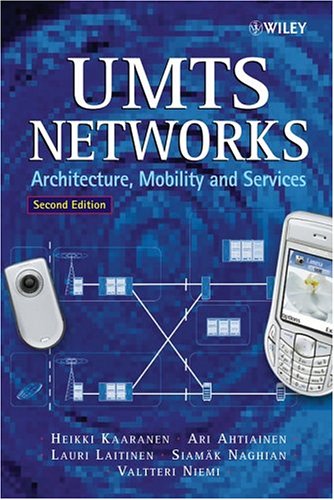 WILEY
UMTS
NETWORKS
Architecture, Mobility and Services
Second Edition
HEIKKI KAARANEN · ARI AHTIAINEN
LAURI LAITINEN · SIAMÄK NAGHIAN
VALTTERI NIEMI